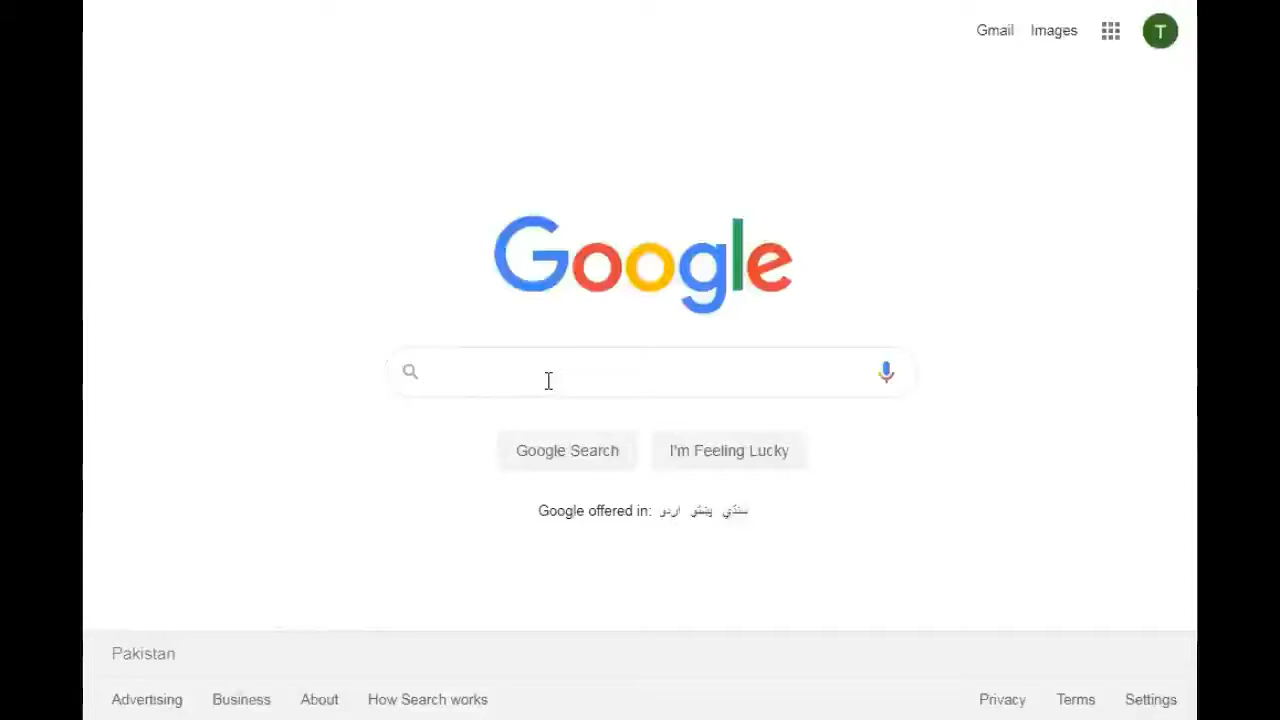 Gmail Images T
Google
Google Search I'm Feeling Lucky
Google offered in: اردو پښتو سنڌي
Pakistan
Advertising Business About How Search works Privacy Terms Settings